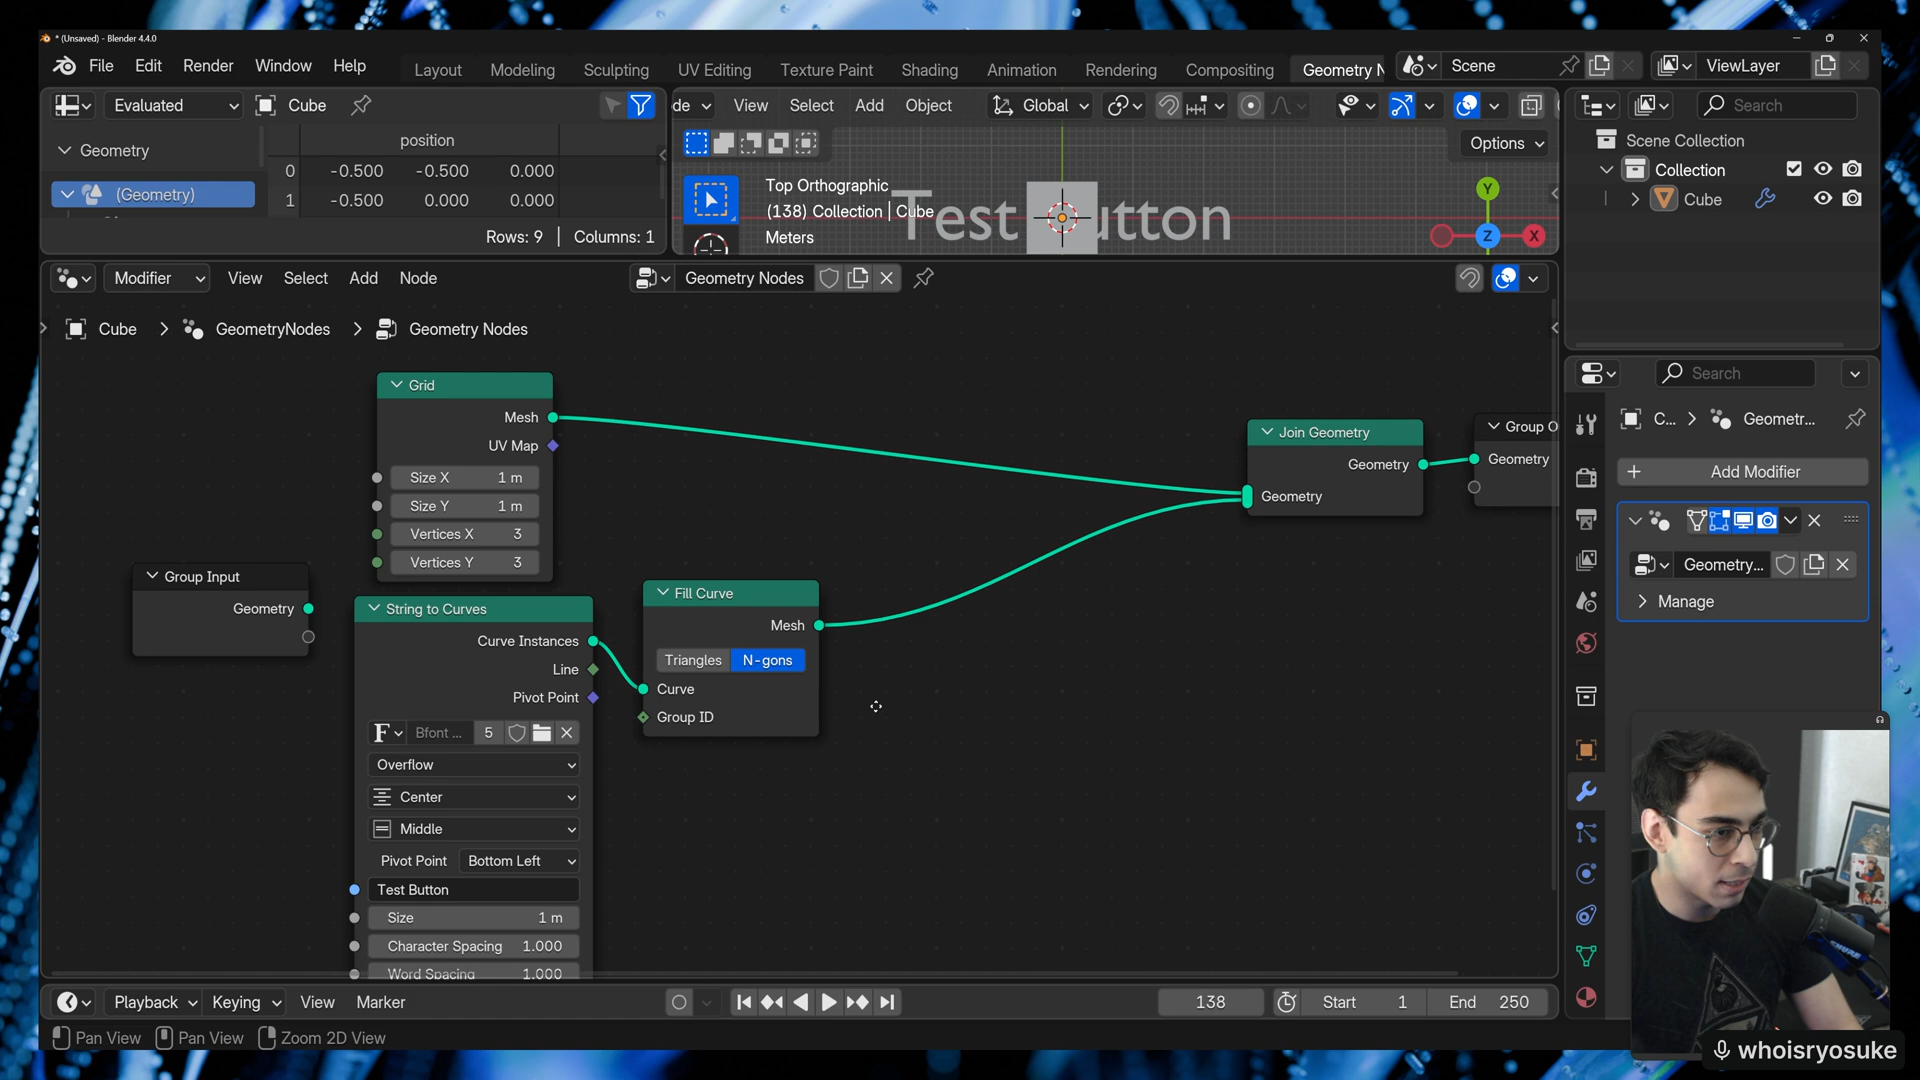 * (Unsaved) - Blender 4.4.0
File Edit Render Window Help
Layout Modeling Sculpting UV Editing Texture Paint Shading Animation Rendering Compositing Geometry N
Scene
ViewLayer
Evaluated Cube
de View Select Add Object Global
Search
position
Geometry
0 -0.500 -0.500 0.000
(Geometry)
1 -0.500 0.000 0.000
Rows: 9 | Columns: 1
Options
Top Orthographic
(138) Collection | Cube
Meters
Test utton
Y
Z
X
Scene Collection
Collection
Cube
Modifier View Select Add Node
Geometry Nodes
Cube > GeometryNodes > Geometry Nodes
Grid
Mesh
UV Map
Size X 1 m
Size Y 1 m
Vertices X 3
Vertices Y 3
Group Input
Geometry
String to Curves
Curve Instances
Line
Pivot Point
F Bfont ... 5
Overflow
Center
Middle
Pivot Point Bottom Left
Test Button
Size 1 m
Character Spacing 1.000
Word Spacing 1.000
Fill Curve
Mesh
Triangles N-gons
Curve
Group ID
Join Geometry
Geometry
Geometry
Group O
Geometry
Search
C... > Geometr...
+ Add Modifier
Geometry...
Manage
Playback Keying View Marker
138
Start 1
End 250
Pan View Pan View Zoom 2D View
SHURE
whoisryosuke